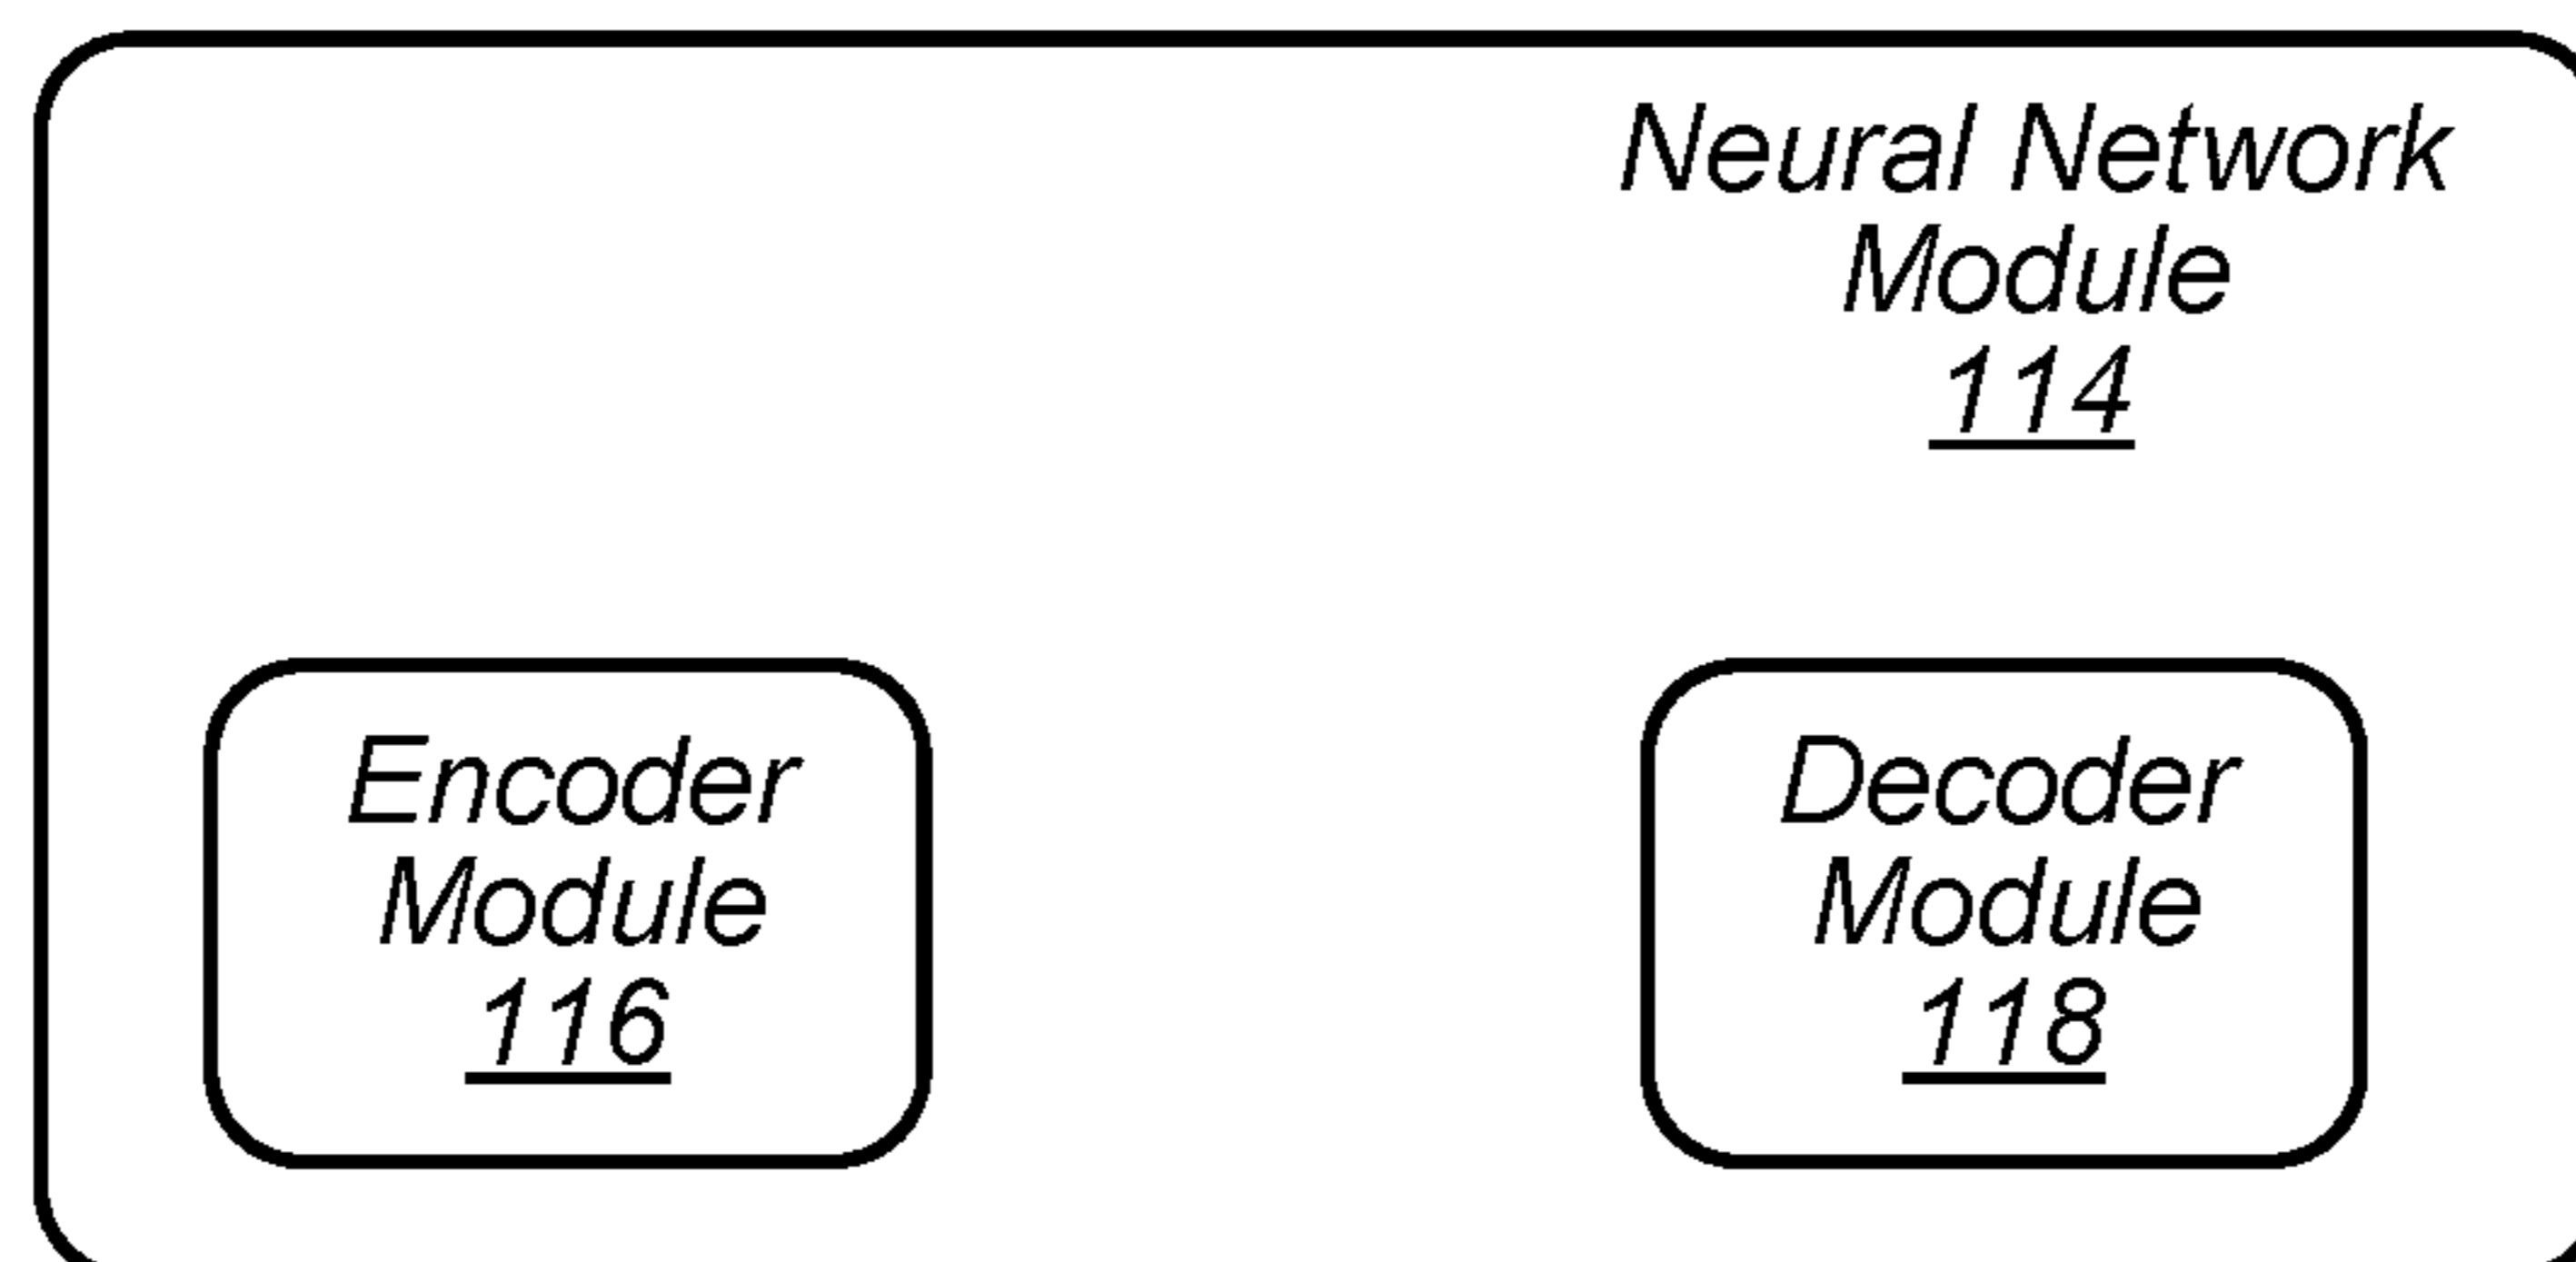 Neural Network
Module
114
Encoder
Module
116
Decoder
Module
118